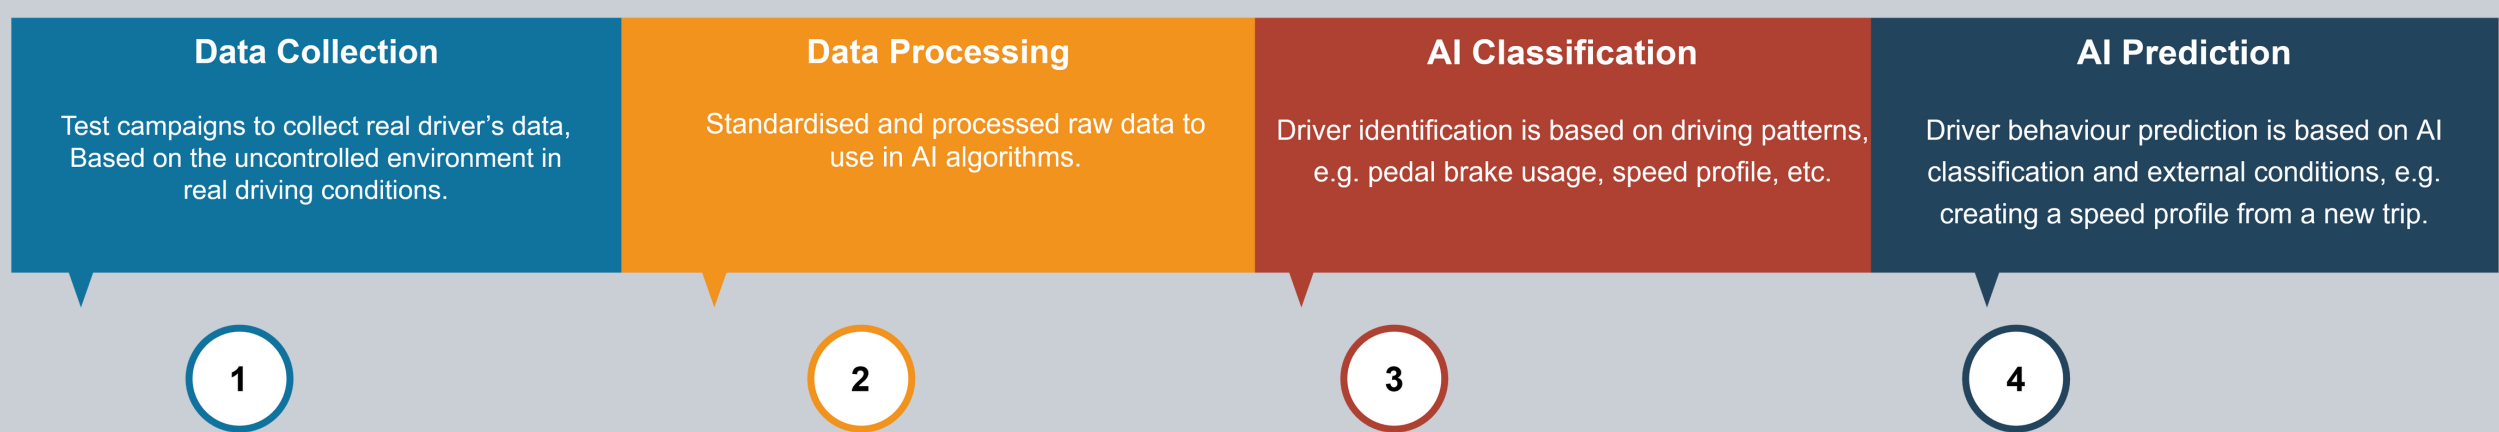 Data Collection
Test campaigns to collect real driver’s data,
Based on the uncontrolled environment in
real driving conditions.
Data Processing
Standardised and processed raw data to
use in AI algorithms.
AI Classification
Driver identification is based on driving patterns,
e.g. pedal brake usage, speed profile, etc.
AI Prediction
Driver behaviour prediction is based on AI
classification and external conditions, e.g.
creating a speed profile from a new trip.
1
2
3
4